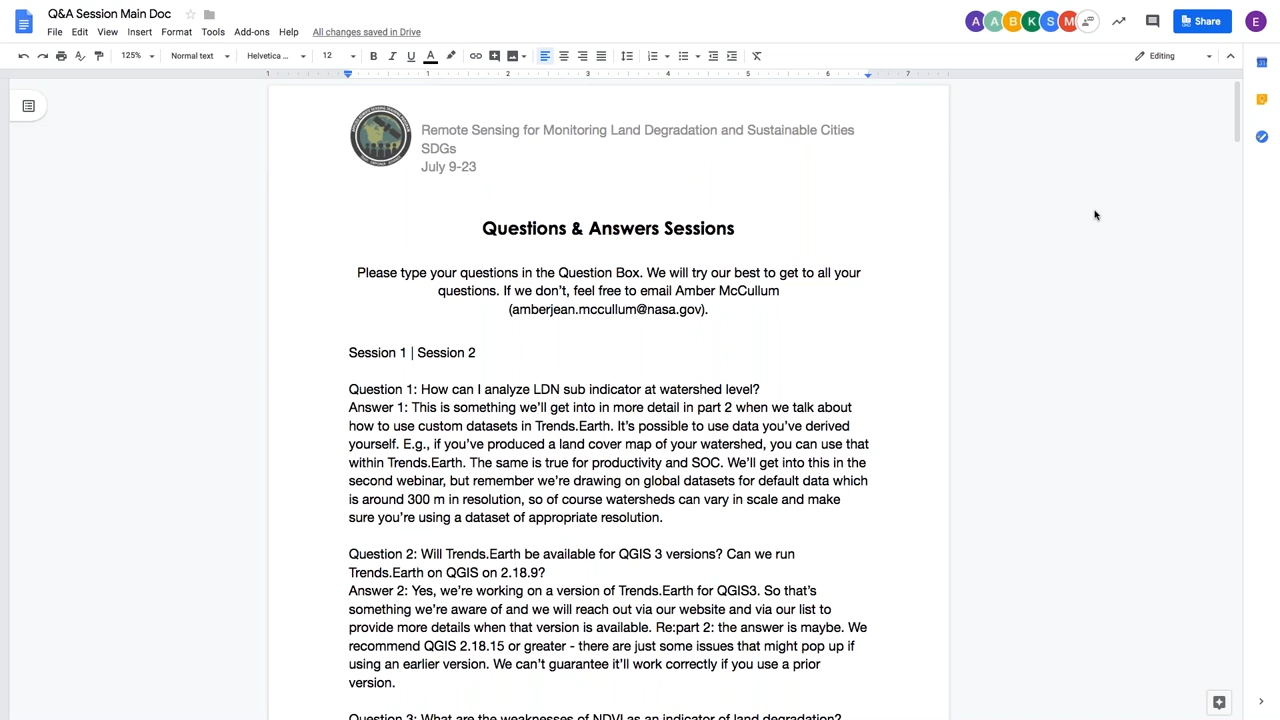 Q&A Session Main Doc
A A B K S M
Share
E
File Edit View Insert Format Tools Add-ons Help All changes saved in Drive
125% Normal text Helvetica ... 12 B I U A Editing
1 1 2 3 4 5 6 7
Remote Sensing for Monitoring Land Degradation and Sustainable Cities
SDGs
July 9-23
Questions & Answers Sessions
Please type your questions in the Question Box. We will try our best to get to all your
questions. If we don’t, feel free to email Amber McCullum
(amberjean.mccullum@nasa.gov).
Session 1 | Session 2
Question 1: How can I analyze LDN sub indicator at watershed level?
Answer 1: This is something we’ll get into in more detail in part 2 when we talk about
how to use custom datasets in Trends.Earth. It’s possible to use data you’ve derived
yourself. E.g., if you’ve produced a land cover map of your watershed, you can use that
within Trends.Earth. The same is true for productivity and SOC. We’ll get into this in the
second webinar, but remember we’re drawing on global datasets for default data which
is around 300 m in resolution, so of course watersheds can vary in scale and make
sure you’re using a dataset of appropriate resolution.
Question 2: Will Trends.Earth be available for QGIS 3 versions? Can we run
Trends.Earth on QGIS on 2.18.9?
Answer 2: Yes, we’re working on a version of Trends.Earth for QGIS3. So that’s
something we’re aware of and we will reach out via our website and via our list to
provide more details when that version is available. Re:part 2: the answer is maybe. We
recommend QGIS 2.18.15 or greater - there are just some issues that might pop up if
using an earlier version. We can’t guarantee it’ll work correctly if you use a prior
version.
Question 3: What are the weaknesses of NDVI as an indicator of land degradation?